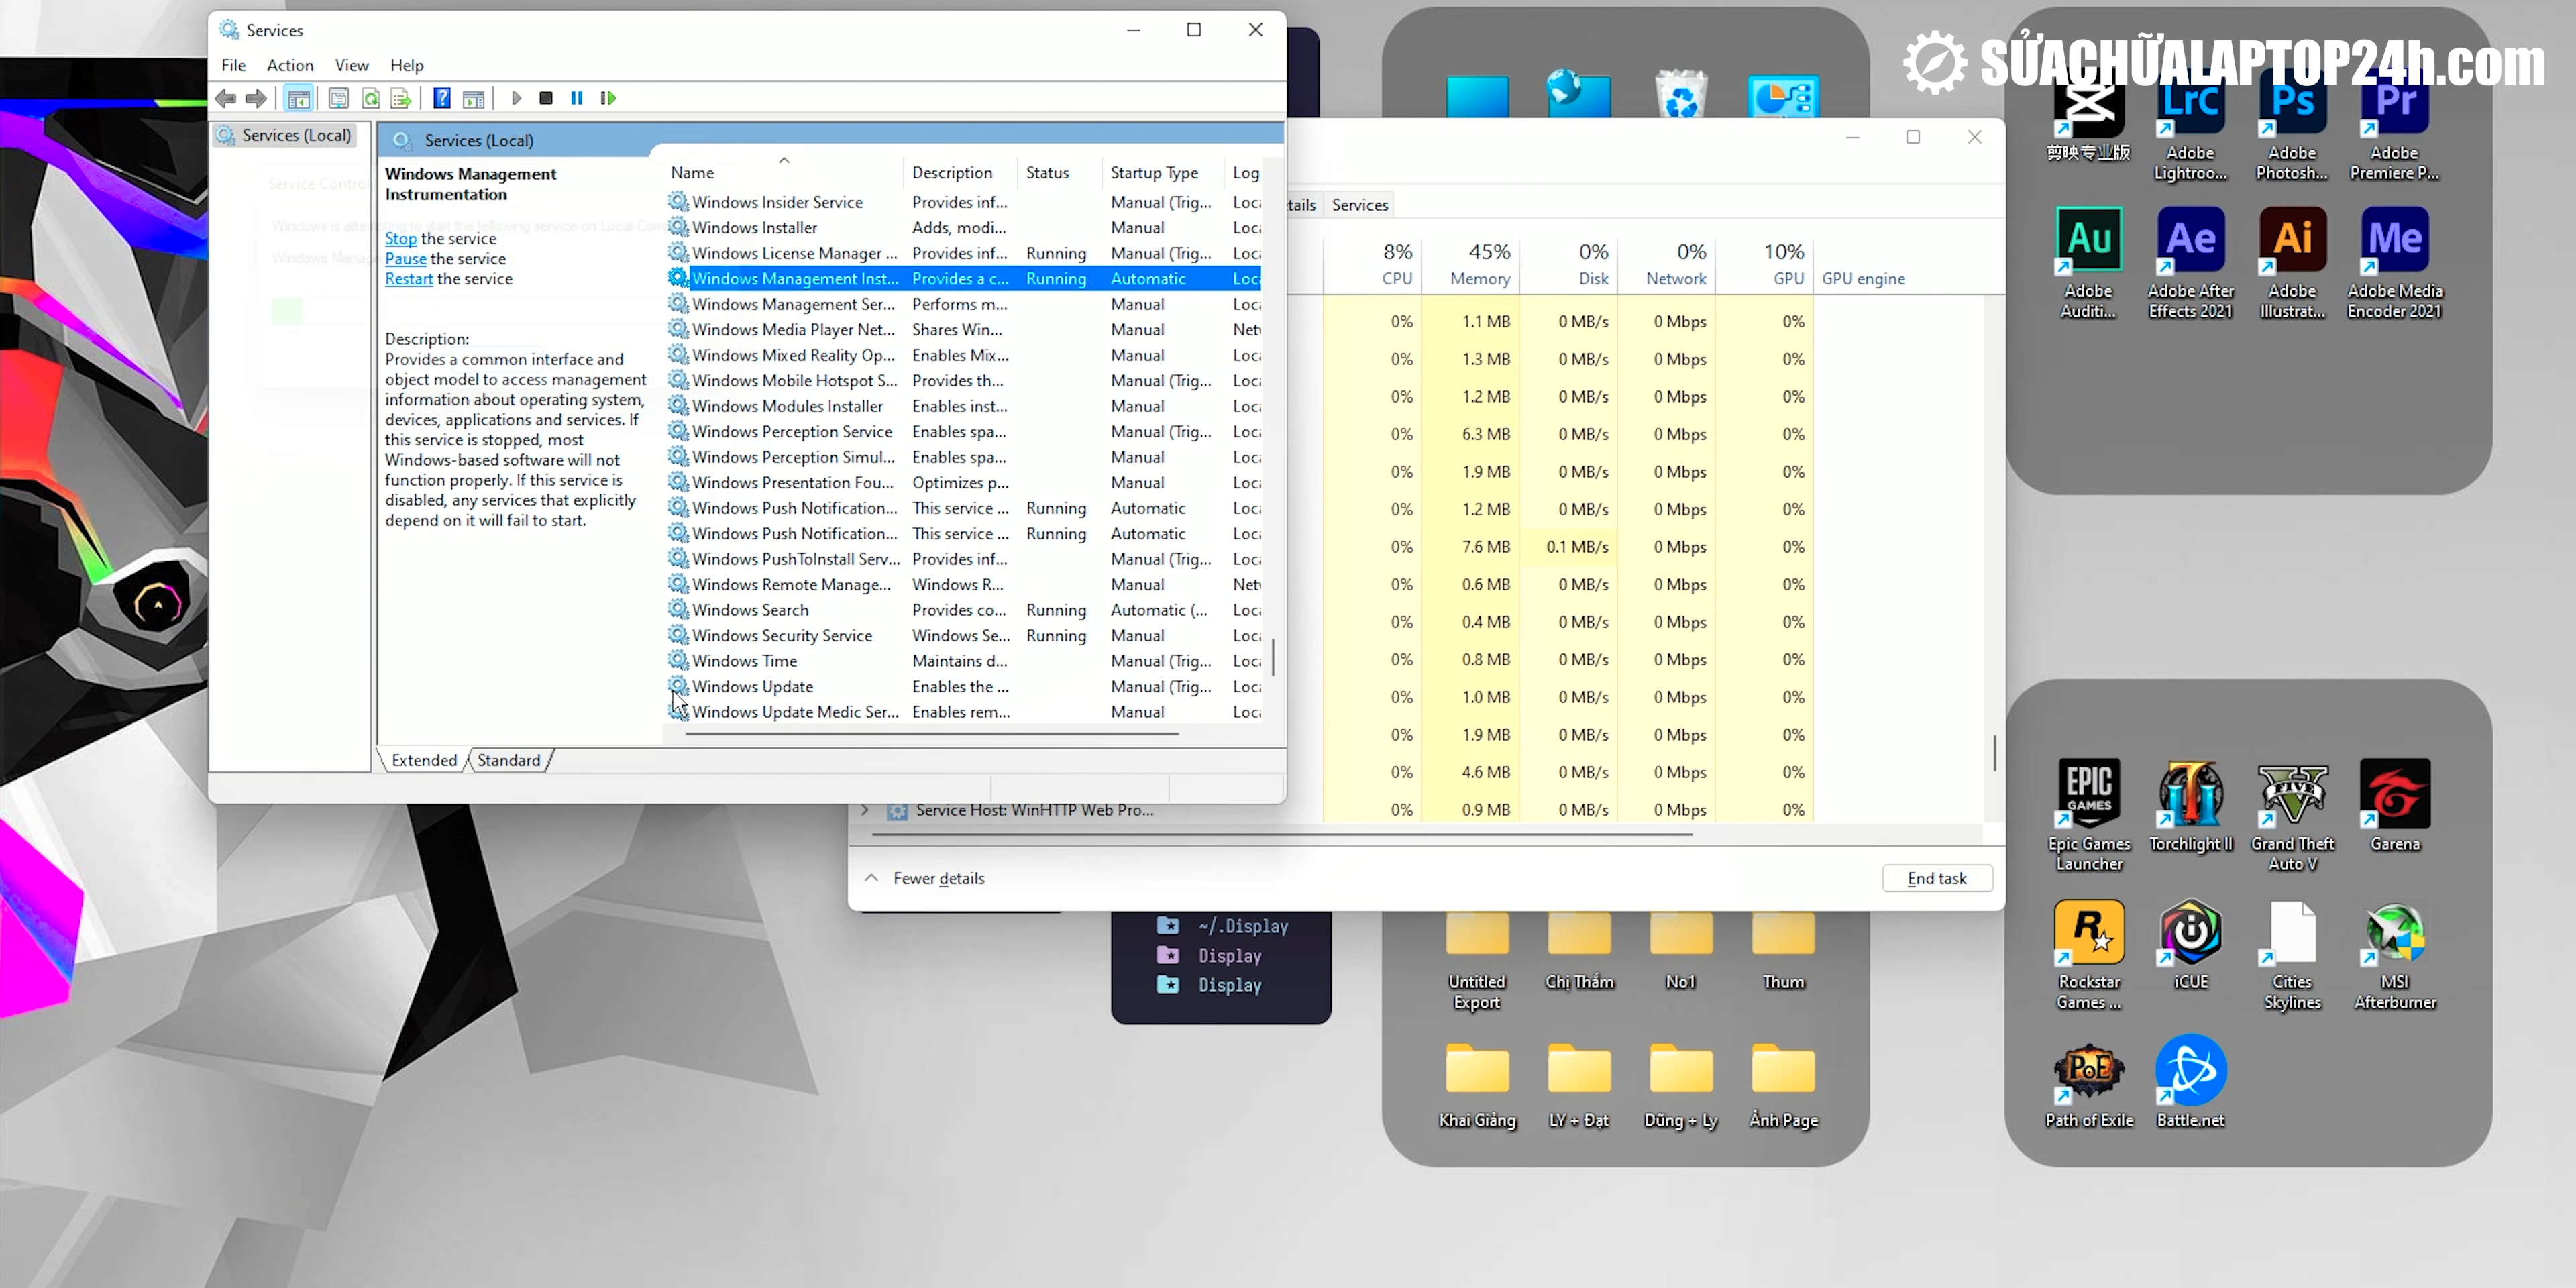 Services
File Action View Help
Services (Local)
Services (Local)
Windows Management
Instrumentation
Stop the service
Pause the service
Restart the service
Description:
Provides a common interface and
object model to access management
information about operating system,
devices, applications and services. If
this service is stopped, most
Windows-based software will not
function properly. If this service is
disabled, any services that explicitly
depend on it will fail to start.
Name Description Status Startup Type Log
Windows Insider Service Provides inf... Manual (Trig... Loca
Windows Installer Adds, modi... Manual Loca
Windows License Manager ... Provides inf... Running Manual (Trig... Loca
Windows Management Inst... Provides a c... Running Automatic Loca
Windows Management Ser... Performs m... Manual Loca
Windows Media Player Net... Shares Win... Manual Net
Windows Mixed Reality Op... Enables Mix... Manual Loca
Windows Mobile Hotspot S... Provides th... Manual (Trig... Loca
Windows Modules Installer Enables inst... Manual Loca
Windows Perception Service Enables spa... Manual (Trig... Loca
Windows Perception Simul... Enables spa... Manual Loca
Windows Presentation Fou... Optimizes p... Manual Loca
Windows Push Notification... This service ... Running Automatic Loca
Windows Push Notification... This service ... Running Automatic Loca
Windows PushToInstall Serv... Provides inf... Manual (Trig... Loca
Windows Remote Manage... Windows R... Manual Net
Windows Search Provides co... Running Automatic (... Loca
Windows Security Service Windows Se... Running Manual Loca
Windows Time Maintains d... Manual (Trig... Loca
Windows Update Enables the ... Manual (Trig... Loca
Windows Update Medic Ser... Enables rem... Manual Loca
Extended Standard
tails Services
8% 45% 0% 0% 10%
CPU Memory Disk Network GPU GPU engine
0% 1.1 MB 0 MB/s 0 Mbps 0%
0% 1.3 MB 0 MB/s 0 Mbps 0%
0% 1.2 MB 0 MB/s 0 Mbps 0%
0% 6.3 MB 0 MB/s 0 Mbps 0%
0% 1.9 MB 0 MB/s 0 Mbps 0%
0% 1.2 MB 0 MB/s 0 Mbps 0%
0% 7.6 MB 0.1 MB/s 0 Mbps 0%
0% 0.6 MB 0 MB/s 0 Mbps 0%
0% 0.4 MB 0 MB/s 0 Mbps 0%
0% 0.8 MB 0 MB/s 0 Mbps 0%
0% 1.0 MB 0 MB/s 0 Mbps 0%
0% 1.9 MB 0 MB/s 0 Mbps 0%
0% 4.6 MB 0 MB/s 0 Mbps 0%
Service Host: WinHTTP Web Pro... 0% 0.9 MB 0 MB/s 0 Mbps 0%
Fewer details End task
~/.Display
Display
Display
Untitled
Export
Chị Thắm
No1
Thum
Khai Giảng
LY + Đạt
Dũng + Ly
Ảnh Page
SỬACHỮALAPTOP24h.com
LrC Ps Pr
剪映专业版
Adobe
Lightroo...
Adobe
Photosh...
Adobe
Premiere P...
Au Ae Ai Me
Adobe
Auditi...
Adobe After
Effects 2021
Adobe
Illustrat...
Adobe Media
Encoder 2021
EPIC
GAMES
FIVE
Epic Games
Launcher
Torchlight II
Grand Theft
Auto V
Garena
R
Rockstar
Games ...
iCUE
Cities
Skylines
MSI
Afterburner
PoE
Path of Exile
Battle.net